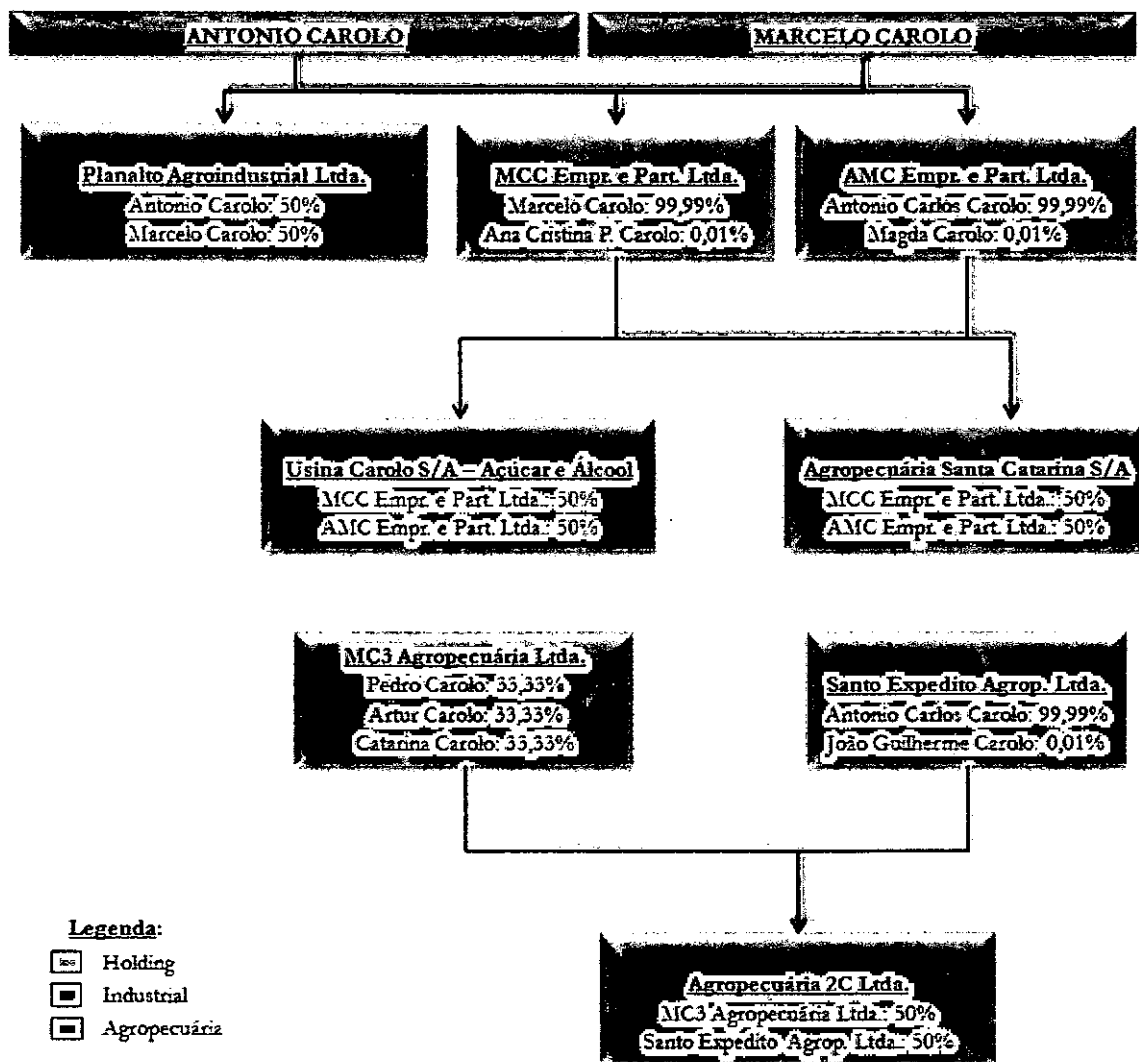 ANTONIO CAROLO
MARCELO CAROLO
Planalto Agroindustrial Ltda.
Antonio Carolo: 50%
Marcelo Carolo: 50%
MCC Empr. e Part. Ltda.
Marcelo Carolo: 99,99%
Ana Cristina P. Carolo: 0,01%
AMC Empr. e Part. Ltda.
Antonio Carlos Carolo: 99,99%
Magda Carolo: 0,01%
Usina Carolo S/A – Açúcar e Álcool
MCC Empr. e Part. Ltda.: 50%
AMC Empr. e Part. Ltda.: 50%
Agropecuária Santa Catarina S/A
MCC Empr. e Part. Ltda.: 50%
AMC Empr. e Part. Ltda.: 50%
MC3 Agropecuária Ltda.
Pedro Carolo: 33,33%
Artur Carolo: 33,33%
Catarina Carolo: 33,33%
Santo Expedito Agrop. Ltda.
Antonio Carlos Carolo: 99,99%
João Guilherme Carolo: 0,01%
Agropecuária 2C Ltda.
MC3 Agropecuária Ltda.: 50%
Santo Expedito Agrop. Ltda.: 50%
Legenda:
Holding
Industrial
Agropecuária